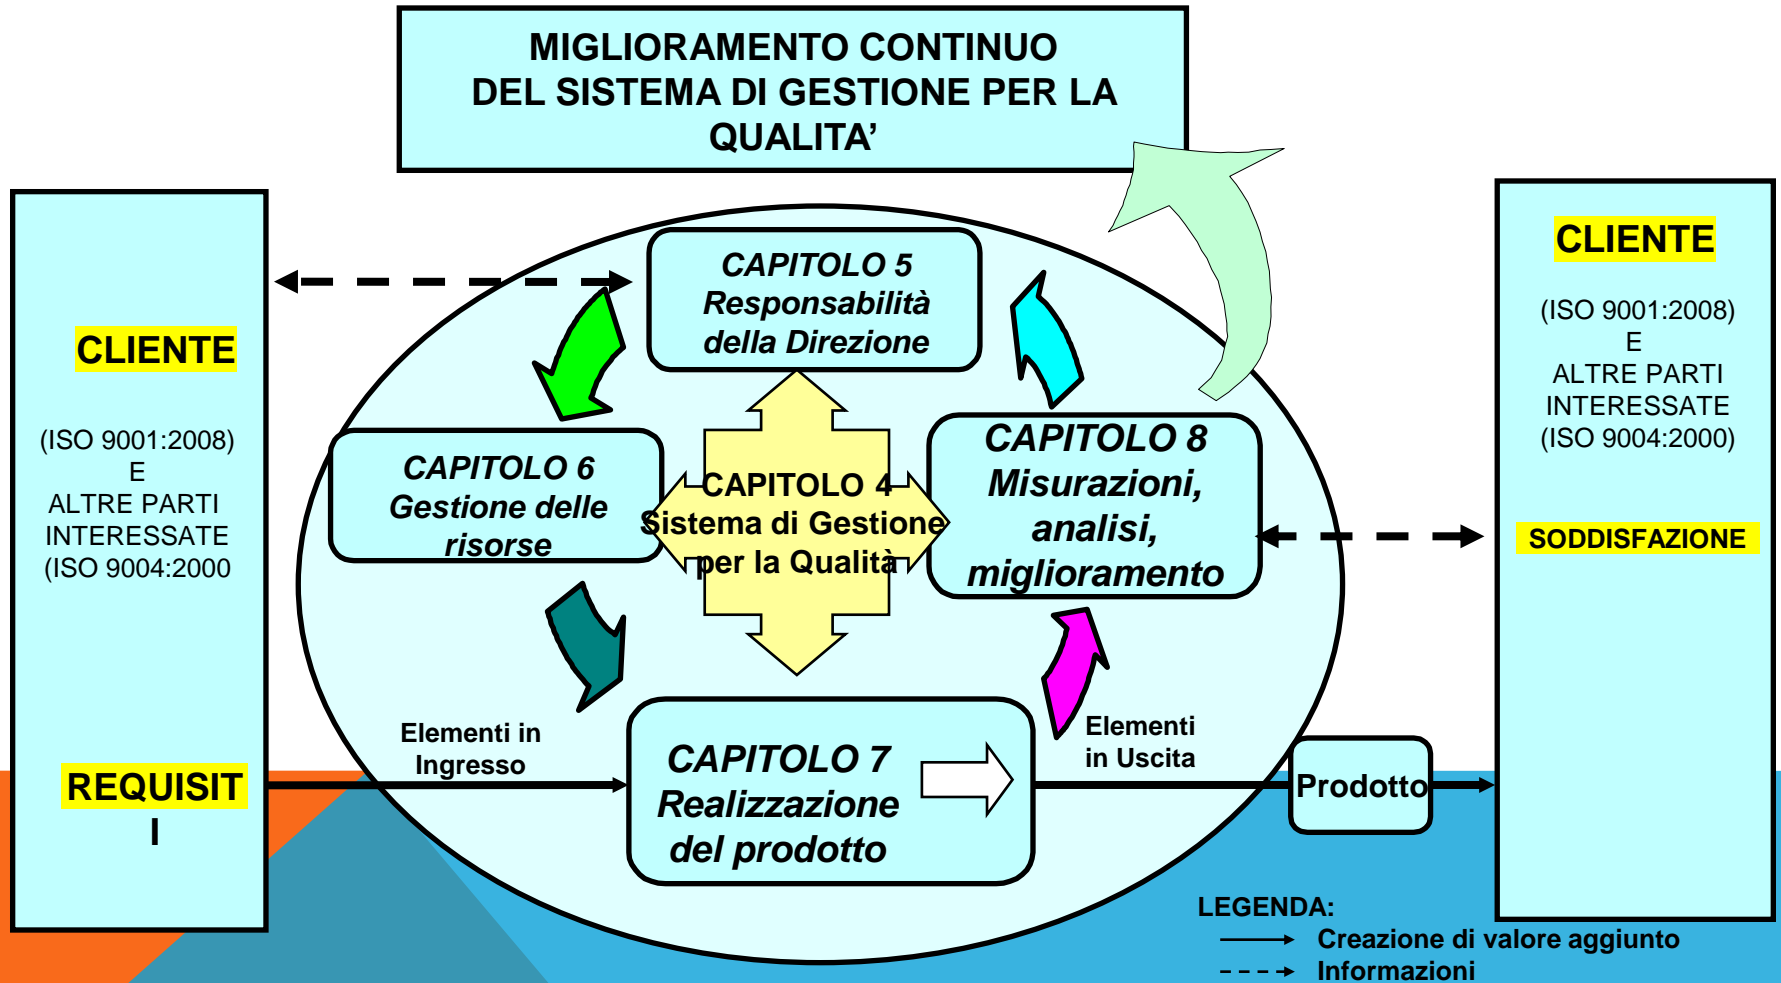 MIGLIORAMENTO CONTINUO
DEL SISTEMA DI GESTIONE PER LA
QUALITA’
CLIENTE
(ISO 9001:2008)
E
ALTRE PARTI
INTERESSATE
(ISO 9004:2000
REQUISIT
I
CAPITOLO 5
Responsabilità
della Direzione
CAPITOLO 6
Gestione delle
risorse
CAPITOLO 4
Sistema di Gestione
per la Qualità
CAPITOLO 8
Misurazioni,
analisi,
miglioramento
Elementi in
Ingresso
CAPITOLO 7
Realizzazione
del prodotto
Elementi
in Uscita
Prodotto
CLIENTE
(ISO 9001:2008)
E
ALTRE PARTI
INTERESSATE
(ISO 9004:2000)
SODDISFAZIONE
LEGENDA:
Creazione di valore aggiunto
Informazioni